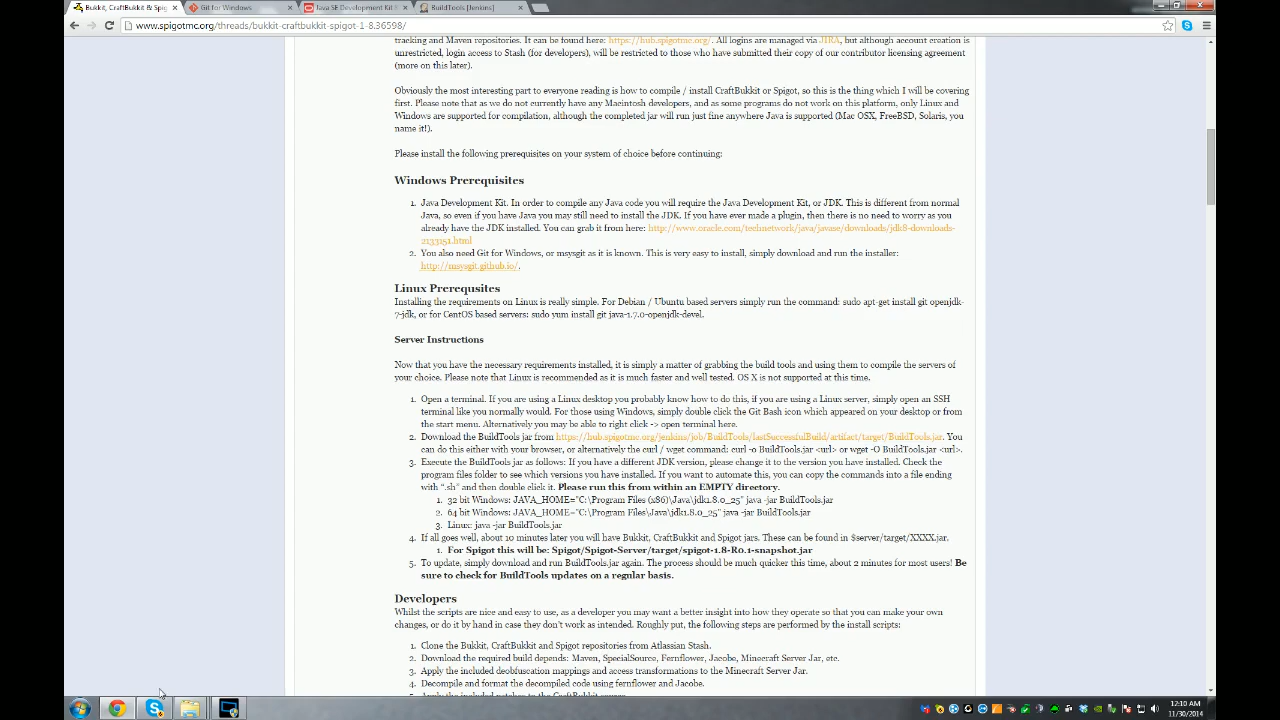 Bukkit, CraftBukkit & Spig
Git for Windows
Java SE Development Kit 8
BuildTools [Jenkins]
www.spigotmc.org/threads/bukkit-craftbukkit-spigot-1-8.36598/
tracking and Maven repositories. It can be found here: https://hub.spigotmc.org/. All logins are managed via JIRA, but although account creation is
unrestricted, login access to Stash (for developers), will be restricted to those who have submitted their copy of our contributor licensing agreement
(more on this later).
Obviously the most interesting part to everyone reading is how to compile / install CraftBukkit or Spigot, so this is the thing which I will be covering
first. Please note that as we do not currently have any Macintosh developers, and as some programs do not work on this platform, only Linux and
Windows are supported for compilation, although the completed jar will run just fine anywhere Java is supported (Mac OSX, FreeBSD, Solaris, you
name it!).
Please install the following prerequisites on your system of choice before continuing:
Windows Prerequisites
1. Java Development Kit. In order to compile any Java code you will require the Java Development Kit, or JDK. This is different from normal
Java, so even if you have Java you may still need to install the JDK. If you have ever made a plugin, then there is no need to worry as you
already have the JDK installed. You can grab it from here: http://www.oracle.com/technetwork/java/javase/downloads/jdk8-downloads-
2133151.html
2. You also need Git for Windows, or msysgit as it is known. This is very easy to install, simply download and run the installer:
http://msysgit.github.io/.
Linux Prerequsites
Installing the requirements on Linux is really simple. For Debian / Ubuntu based servers simply run the command: sudo apt-get install git openjdk-
7-jdk, or for CentOS based servers: sudo yum install git java-1.7.0-openjdk-devel.
Server Instructions
Now that you have the necessary requirements installed, it is simply a matter of grabbing the build tools and using them to compile the servers of
your choice. Please note that Linux is recommended as it is much faster and well tested. OS X is not supported at this time.
1. Open a terminal. If you are using a Linux desktop you probably know how to do this, if you are using a Linux server, simply open an SSH
terminal like you normally would. For those using Windows, simply double click the Git Bash icon which appeared on your desktop or from
the start menu. Alternatively you may be able to right click -> open terminal here.
2. Download the BuildTools jar from https://hub.spigotmc.org/jenkins/job/BuildTools/lastSuccessfulBuild/artifact/target/BuildTools.jar. You
can do this either with your browser, or alternatively the curl / wget command: curl -o BuildTools.jar <url> or wget -O BuildTools.jar <url>.
3. Execute the BuildTools jar as follows: If you have a different JDK version, please change it to the version you have installed. Check the
program files folder to see which versions you have installed. If you want to automate this, you can copy the commands into a file ending
with ".sh" and then double click it. Please run this from within an EMPTY directory.
1. 32 bit Windows: JAVA_HOME="C:\Program Files (x86)\Java\jdk1.8.0_25" java -jar BuildTools.jar
2. 64 bit Windows: JAVA_HOME="C:\Program Files\Java\jdk1.8.0_25" java -jar BuildTools.jar
3. Linux: java -jar BuildTools.jar
4. If all goes well, about 10 minutes later you will have Bukkit, CraftBukkit and Spigot jars. These can be found in $server/target/XXXX.jar.
1. For Spigot this will be: Spigot/Spigot-Server/target/spigot-1.8-R0.1-snapshot.jar
5. To update, simply download and run BuildTools.jar again. The process should be much quicker this time, about 2 minutes for most users! Be
sure to check for BuildTools updates on a regular basis.
Developers
Whilst the scripts are nice and easy to use, as a developer you may want a better insight into how they operate so that you can make your own
changes, or do it by hand in case they don't work as intended. Roughly put, the following steps are performed by the install scripts:
1. Clone the Bukkit, CraftBukkit and Spigot repositories from Atlassian Stash.
2. Download the required build depends: Maven, SpecialSource, Fernflower, Jacobe, Minecraft Server Jar, etc.
3. Apply the included deobfuscation mappings and access transformations to the Minecraft Server Jar.
4. Decompile and format the decompiled code using fernflower and Jacobe.
5. Apply the included patches to the CraftBukkit server.
12:10 AM
11/30/2014